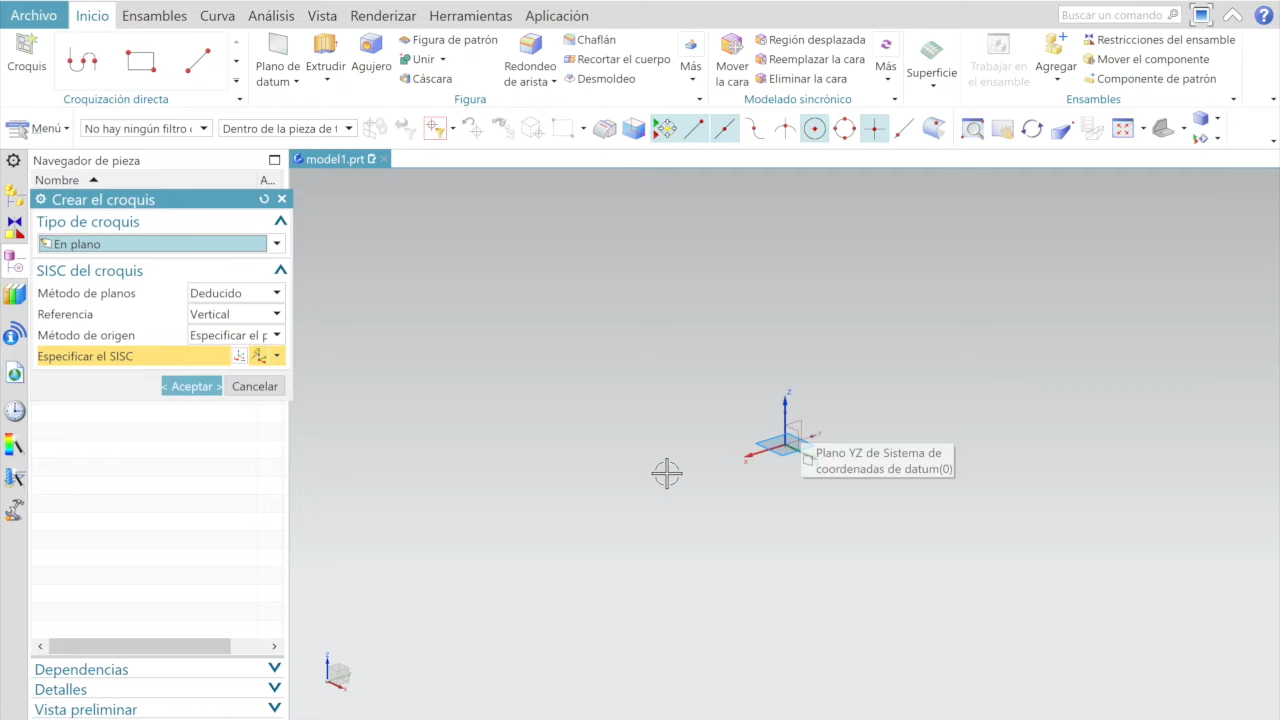 Archivo Inicio Ensambles Curva Análisis Vista Renderizar Herramientas Aplicación Buscar un comando
Croquis
Croquización directa
Plano de datum
Extrudir
Agujero
Figura de patrón
Unir
Cáscara
Redondeo de arista
Chaflán
Recortar el cuerpo
Desmoldeo
Más
Figura
Mover la cara
Región desplazada
Reemplazar la cara
Eliminar la cara
Más
Modelado sincrónico
Superficie
Trabajar en el ensamble
Agregar
Restricciones del ensamble
Mover el componente
Componente de patrón
Ensambles
Menú No hay ningún filtro Dentro de la pieza de
Navegador de pieza
model1.prt
Nombre A...
Crear el croquis
Tipo de croquis
En plano
SISC del croquis
Método de planos Deducido
Referencia Vertical
Método de origen Especificar el p
Especificar el SISC
< Aceptar > Cancelar
Z
Y
X
Plano YZ de Sistema de
coordenadas de datum(0)
Z
X
Dependencias
Detalles
Vista preliminar